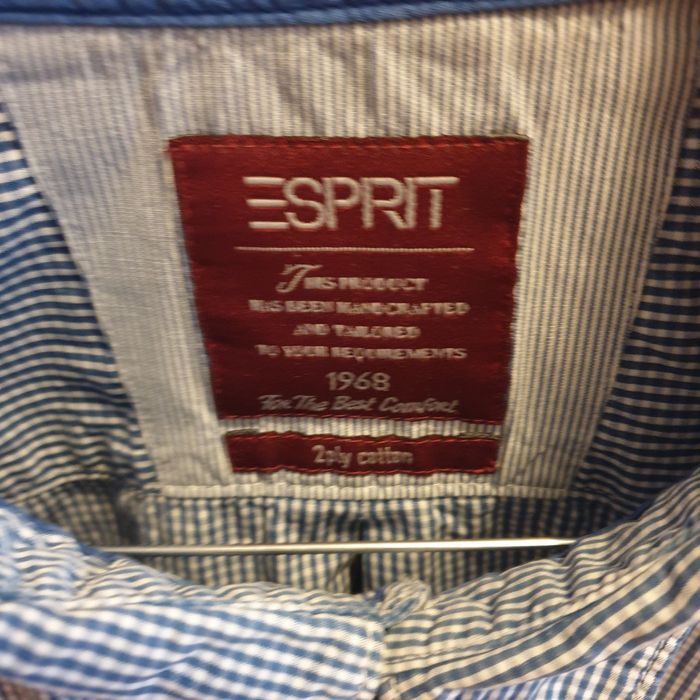 ESPRIT
THIS PRODUCT
HAS BEEN HANDCRAFTED
AND TAILORED
TO YOUR REQUIREMENTS
1968
For The Best Comfort
2ply cotton